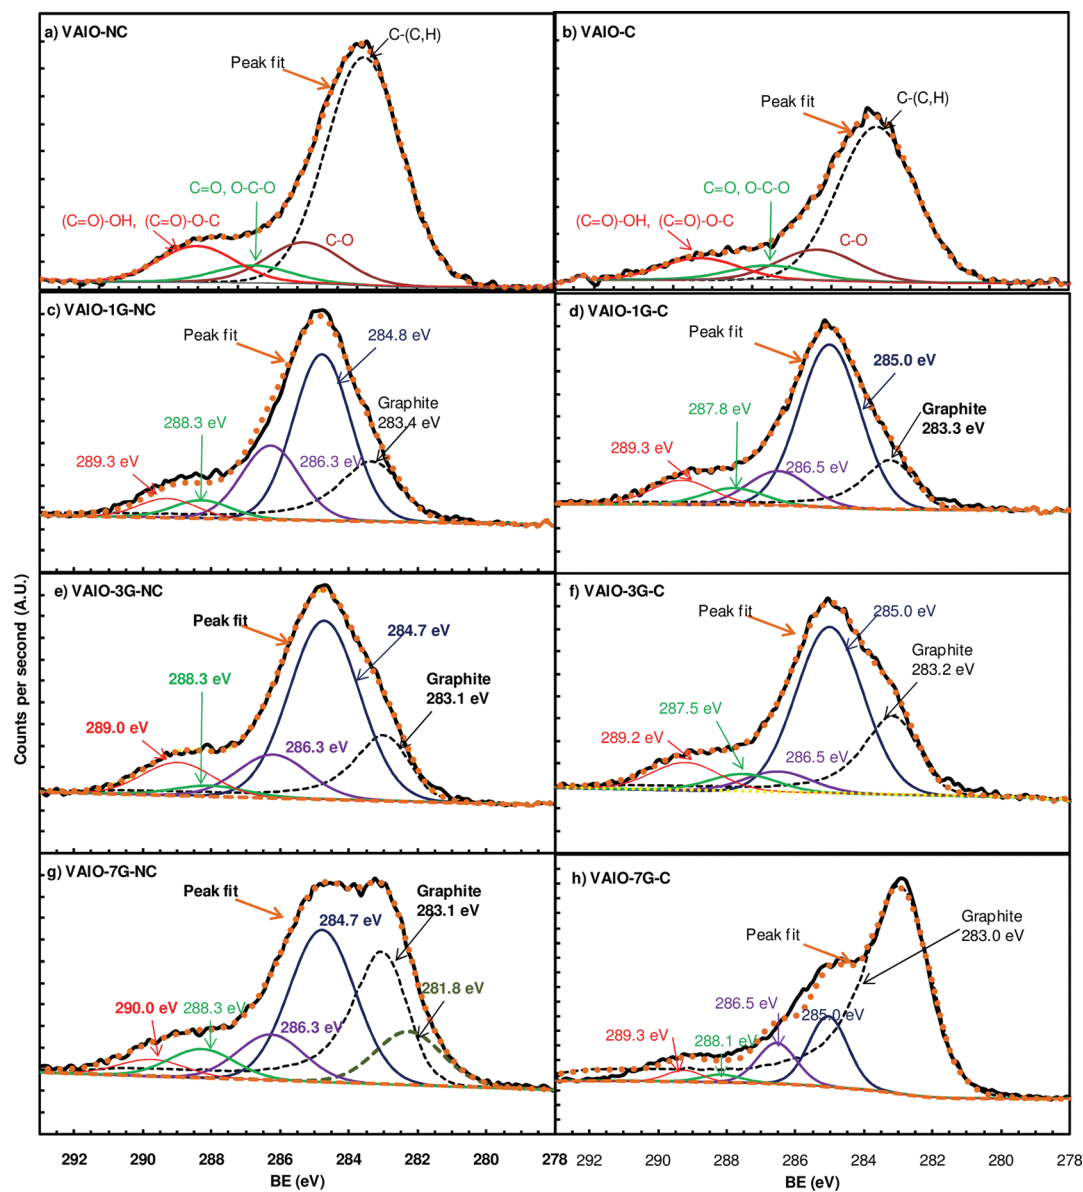 a) VAIO-NC
C-(C,H)
Peak fit
C=O, O-C-O
(C=O)-OH, (C=O)-O-C
C-O
b) VAIO-C
C-(C,H)
Peak fit
C=O, O-C-O
(C=O)-OH, (C=O)-O-C
C-O
c) VAIO-1G-NC
Peak fit
284.8 eV
Graphite
283.4 eV
288.3 eV
286.3 eV
289.3 eV
d) VAIO-1G-C
Peak fit
285.0 eV
Graphite
283.3 eV
287.8 eV
289.3 eV
286.5 eV
Counts per second (A.U.)
e) VAIO-3G-NC
Peak fit
284.7 eV
288.3 eV
Graphite
283.1 eV
289.0 eV
286.3 eV
f) VAIO-3G-C
Peak fit
285.0 eV
Graphite
283.2 eV
287.5 eV
289.2 eV
286.5 eV
g) VAIO-7G-NC
Peak fit
Graphite
283.1 eV
284.7 eV
281.8 eV
290.0 eV
288.3 eV
286.3 eV
h) VAIO-7G-C
Graphite
283.0 eV
Peak fit
286.5 eV
285.0 eV
289.3 eV
288.1 eV
292 290 288 286 284 282 280 278
BE (eV)
292 290 288 286 284 282 280 278
BE (eV)